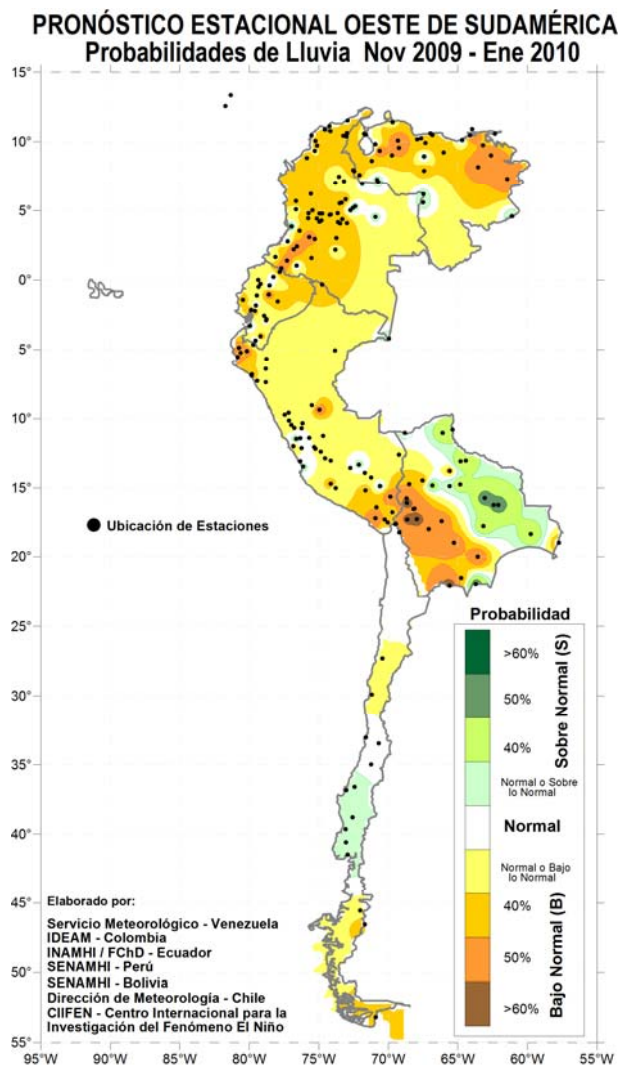 PRONÓSTICO ESTACIONAL OESTE DE SUDAMÉRICA
Probabilidades de Lluvia Nov 2009 - Ene 2010
15°
10°
5°
0°
5°
10°
15°
20°
25°
30°
35°
40°
45°
50°
55°
95°W
90°W
85°W
80°W
75°W
70°W
65°W
60°W
55°W
Ubicación de Estaciones
Probabilidad
>60%
50%
40%
Normal o Sobre
lo Normal
Sobre Normal (S)
Normal
Normal o Bajo
lo Normal
40%
50%
>60%
Bajo Normal (B)
Elaborado por:
Servicio Meteorológico - Venezuela
IDEAM - Colombia
INAMHI / FChD - Ecuador
SENAMHI - Perú
SENAMHI - Bolivia
Dirección de Meteorología - Chile
CIIFEN - Centro Internacional para la
Investigación del Fenómeno El Niño